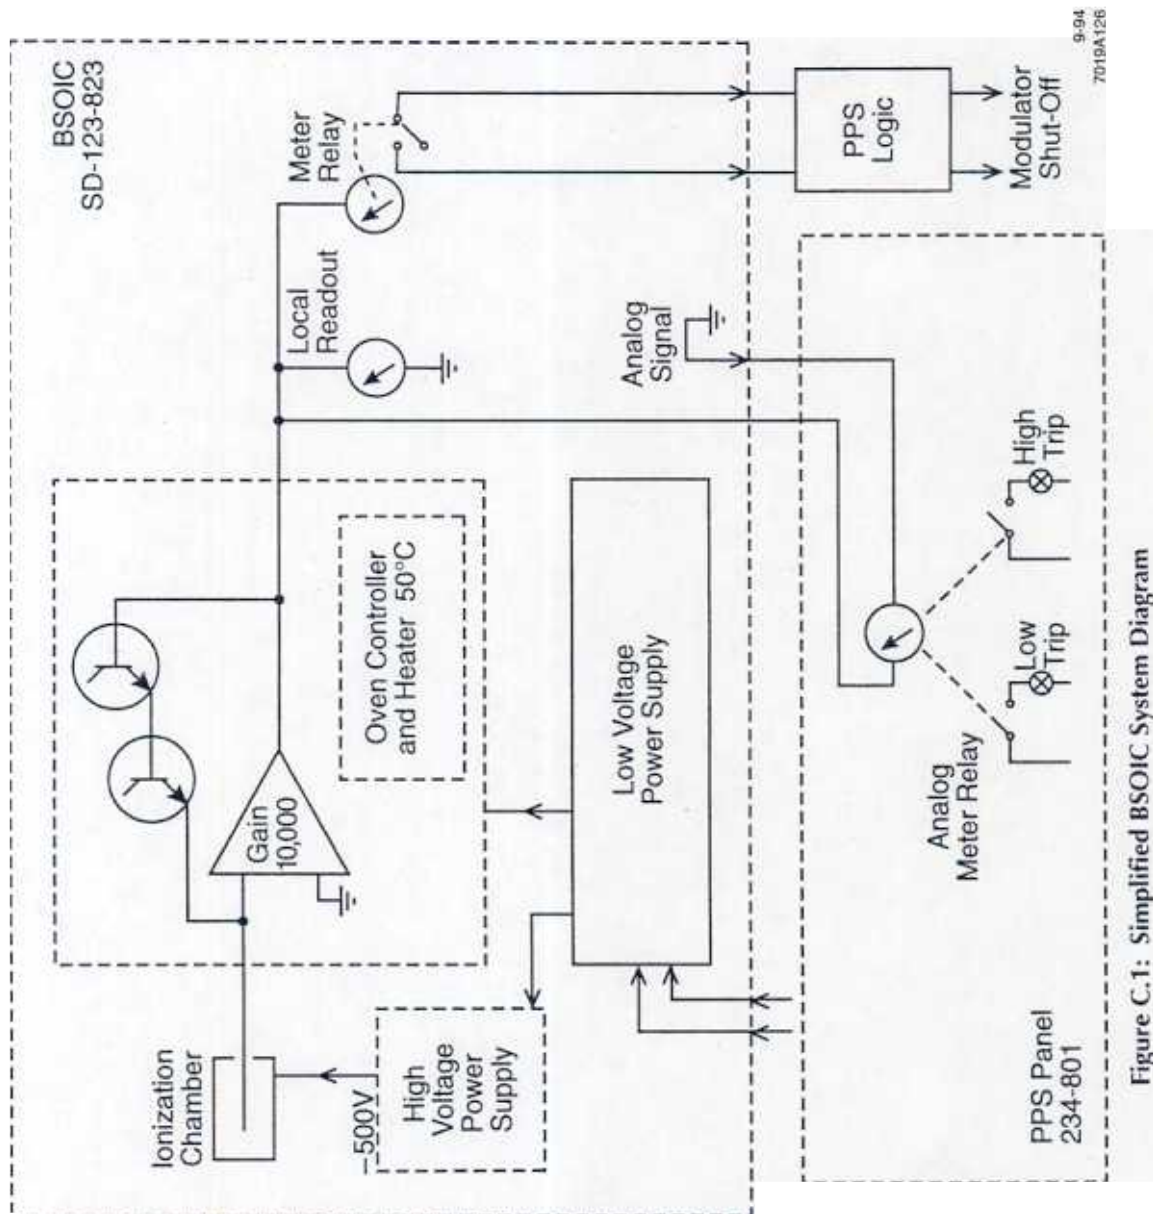 BSOIC
SD-123-823
Ionization
Chamber
–500V
High
Voltage
Power
Supply
Gain
10,000
Oven Controller
and Heater 50°C
Low Voltage
Power Supply
Local
Readout
Meter
Relay
Analog
Signal
PPS
Logic
Modulator
Shut-Off
PPS Panel
234-801
Analog
Meter Relay
Low
Trip
High
Trip
9-94
7019A126
Figure C.1: Simplified BSOIC System Diagram